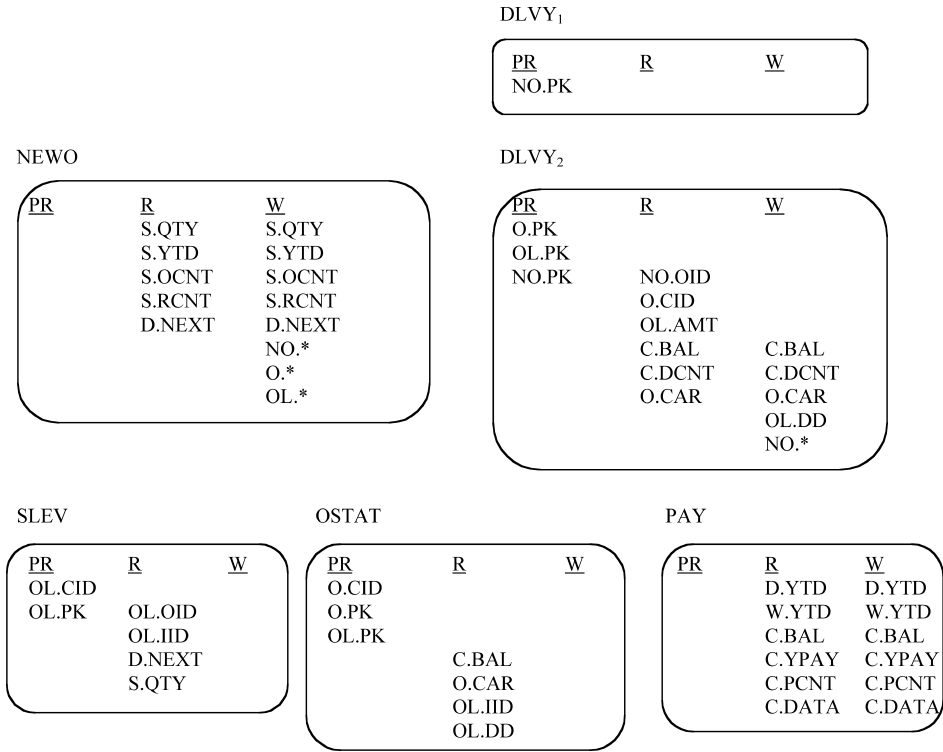 DLVY₁
PR R W
NO.PK
NEWO
PR R W
S.QTY S.QTY
S.YTD S.YTD
S.OCNT S.OCNT
S.RCNT S.RCNT
D.NEXT D.NEXT
NO.*
O.*
OL.*
DLVY₂
PR R W
O.PK
OL.PK
NO.PK NO.OID
O.CID
OL.AMT
C.BAL C.BAL
C.DCNT C.DCNT
O.CAR O.CAR
OL.DD
NO.*
SLEV
PR R W
OL.CID
OL.PK OL.OID
OL.IID
D.NEXT
S.QTY
OSTAT
PR R W
O.CID
O.PK
OL.PK
C.BAL
O.CAR
OL.IID
OL.DD
PAY
PR R W
D.YTD D.YTD
W.YTD W.YTD
C.BAL C.BAL
C.YPAY C.YPAY
C.PCNT C.PCNT
C.DATA C.DATA